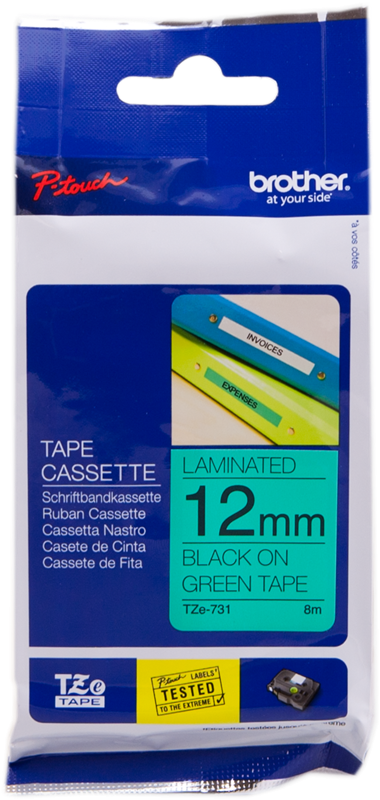 P-touch
brother
at your side
*à vos côtés
INVOICES
EXPENSES
TAPE
CASSETTE
Schriftbandkassette
Ruban Cassette
Cassetta Nastro
Casete de Cinta
Cassete de Fita
LAMINATED
12mm
BLACK ON
GREEN TAPE
TZe-731 8m
TZe
TAPE
P-touch LABELS
TESTED
TO THE EXTREME